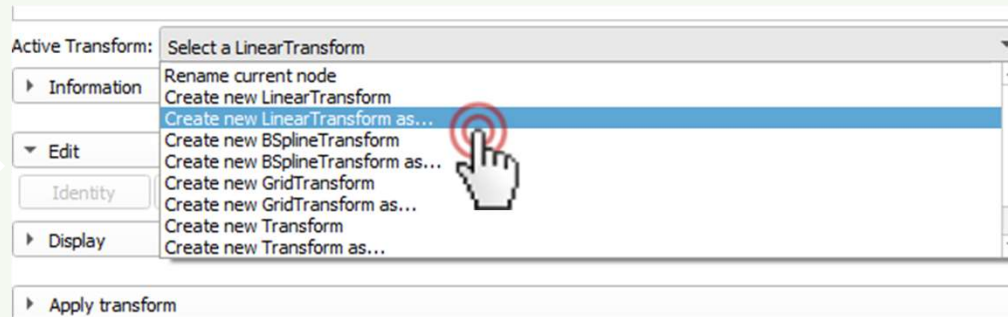 Active Transform: Select a LinearTransform
Rename current node
Information
Create new LinearTransform
Create new LinearTransform as...
Create new BSplineTransform
Edit
Create new BSplineTransform as...
Create new GridTransform
Identity
Create new GridTransform as...
Create new Transform
Display
Create new Transform as...
Apply transform